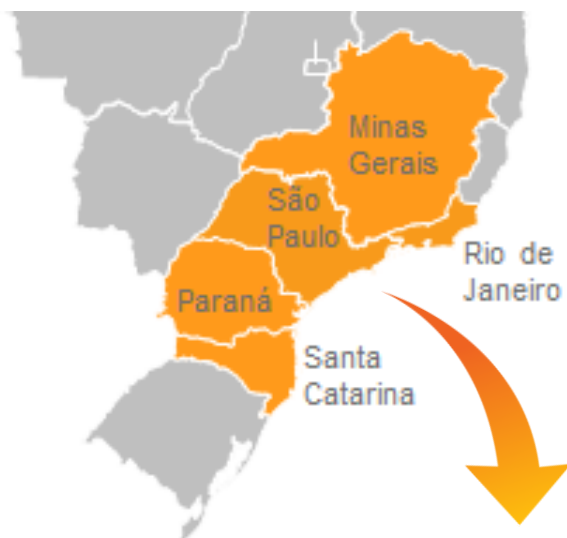 Minas
Gerais
São
Paulo
Rio de
Janeiro
Paraná
Santa
Catarina